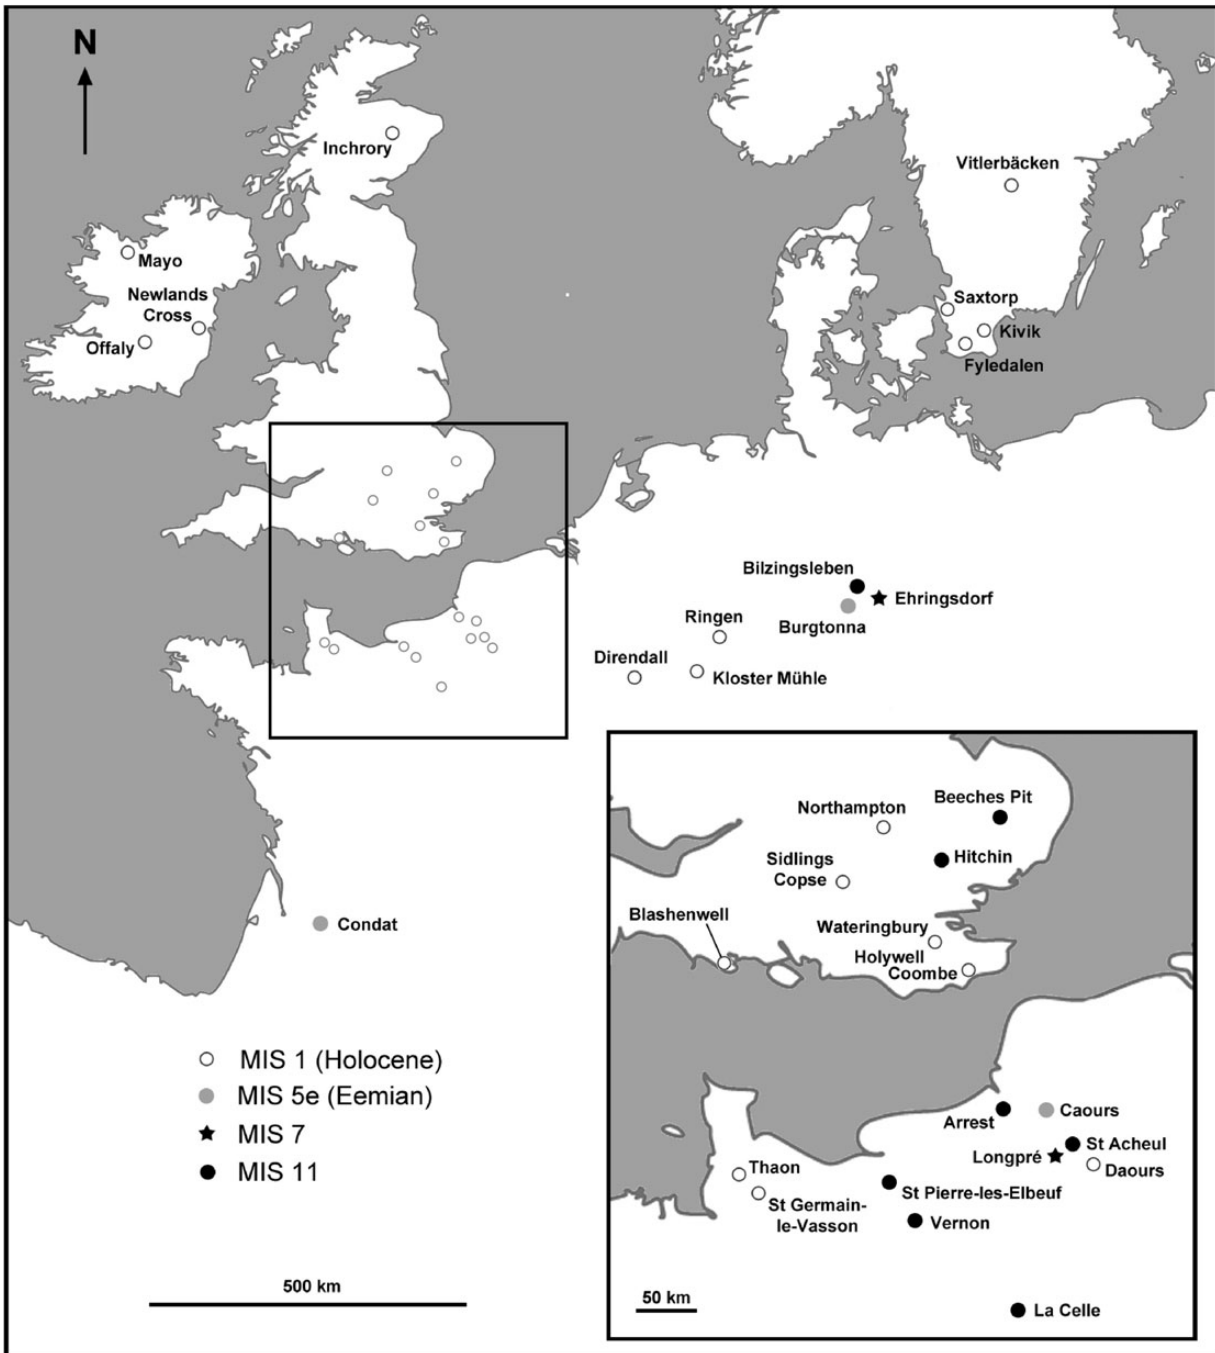 N
Inchrory
Vitlerbäcken
Mayo
Newlands
Cross
Offaly
Saxtorp
Kivik
Fyledalen
Bilzingsleben
Ehringsdorf
Burgtonna
Ringen
Direndall
Kloster Mühle
Condat
Northampton
Beeches Pit
Sidlings
Copse
Hitchin
Blashenwell
Wateringbury
Holywell
Coombe
Arrest
Caours
St Acheul
Longpré
Daours
Thaon
St Germain-
le-Vasson
St Pierre-les-Elbeuf
Vernon
La Celle
50 km
MIS 1 (Holocene)
MIS 5e (Eemian)
MIS 7
MIS 11
500 km